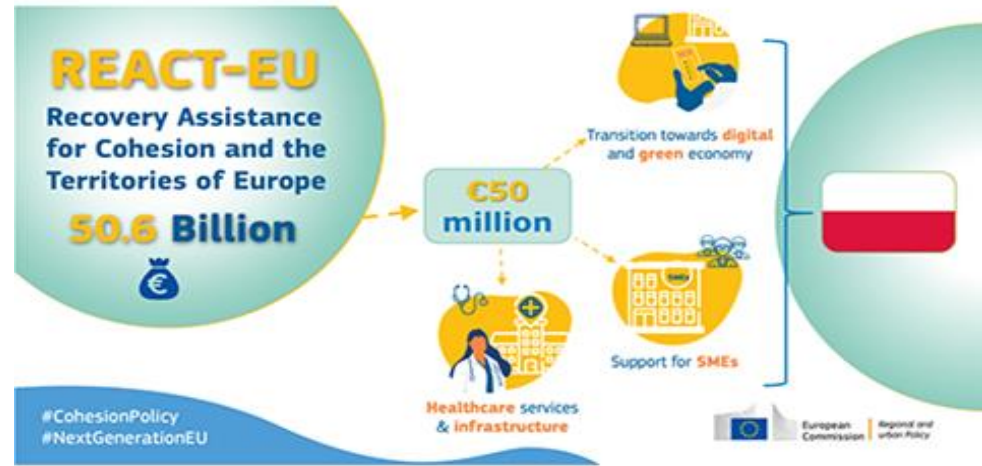 REACT-EU
Recovery Assistance
for Cohesion and the
Territories of Europe
50.6 Billion
€
€50
million
Transition towards digital
and green economy
SMEs
Support for SMEs
Healthcare services
& infrastructure
#CohesionPolicy
#NextGenerationEU
European
Commission
Regional and
urban Policy